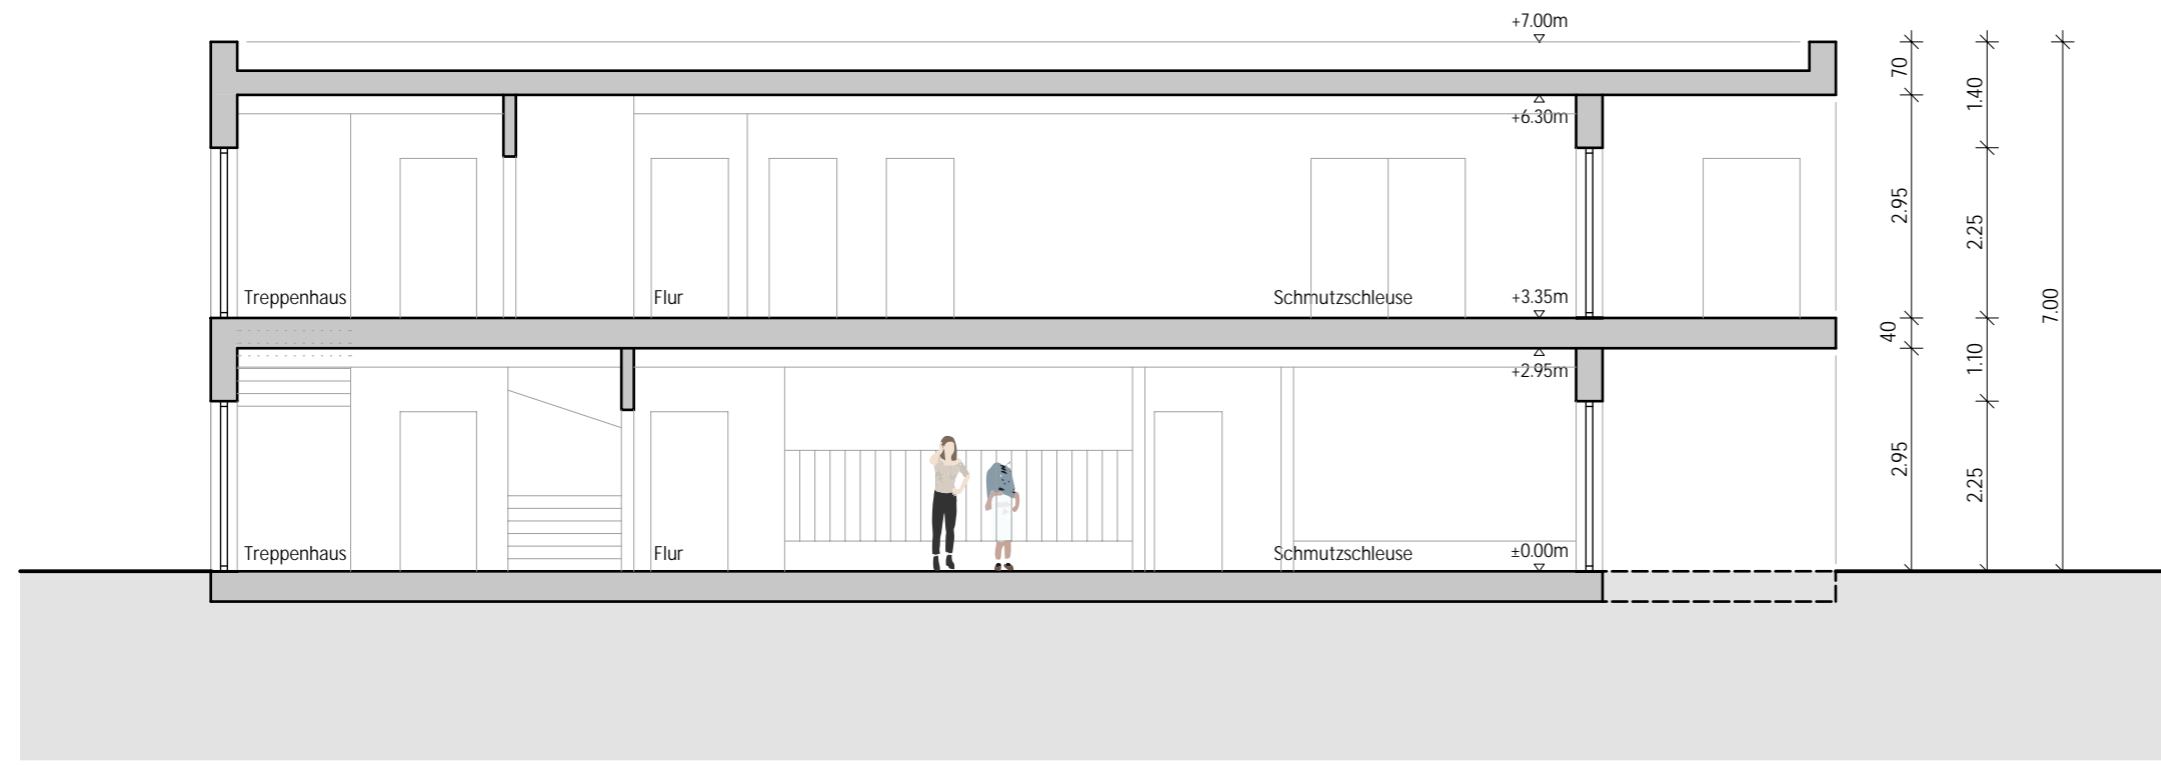 +7.00m
70
1.40
+6.30m
2.95
2.25
Treppenhaus
Flur
Schmutzschleuse
+3.35m
7.00
40
1.10
+2.95m
2.95
2.25
Treppenhaus
Flur
Schmutzschleuse
±0.00m